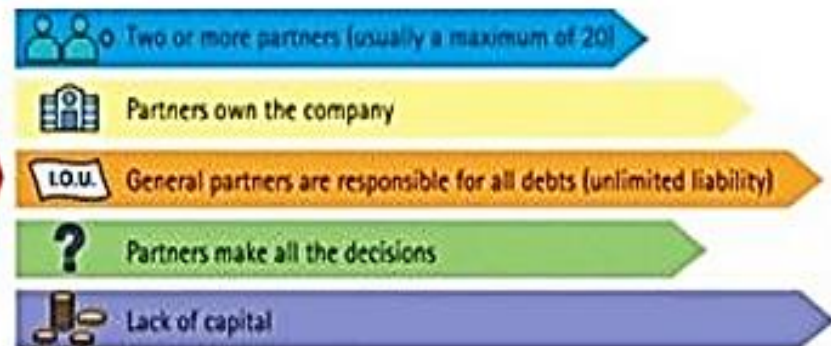 Two or more partners (usually a maximum of 20)
Partners own the company
I.O.U. General partners are responsible for all debts (unlimited liability)
? Partners make all the decisions
Lack of capital